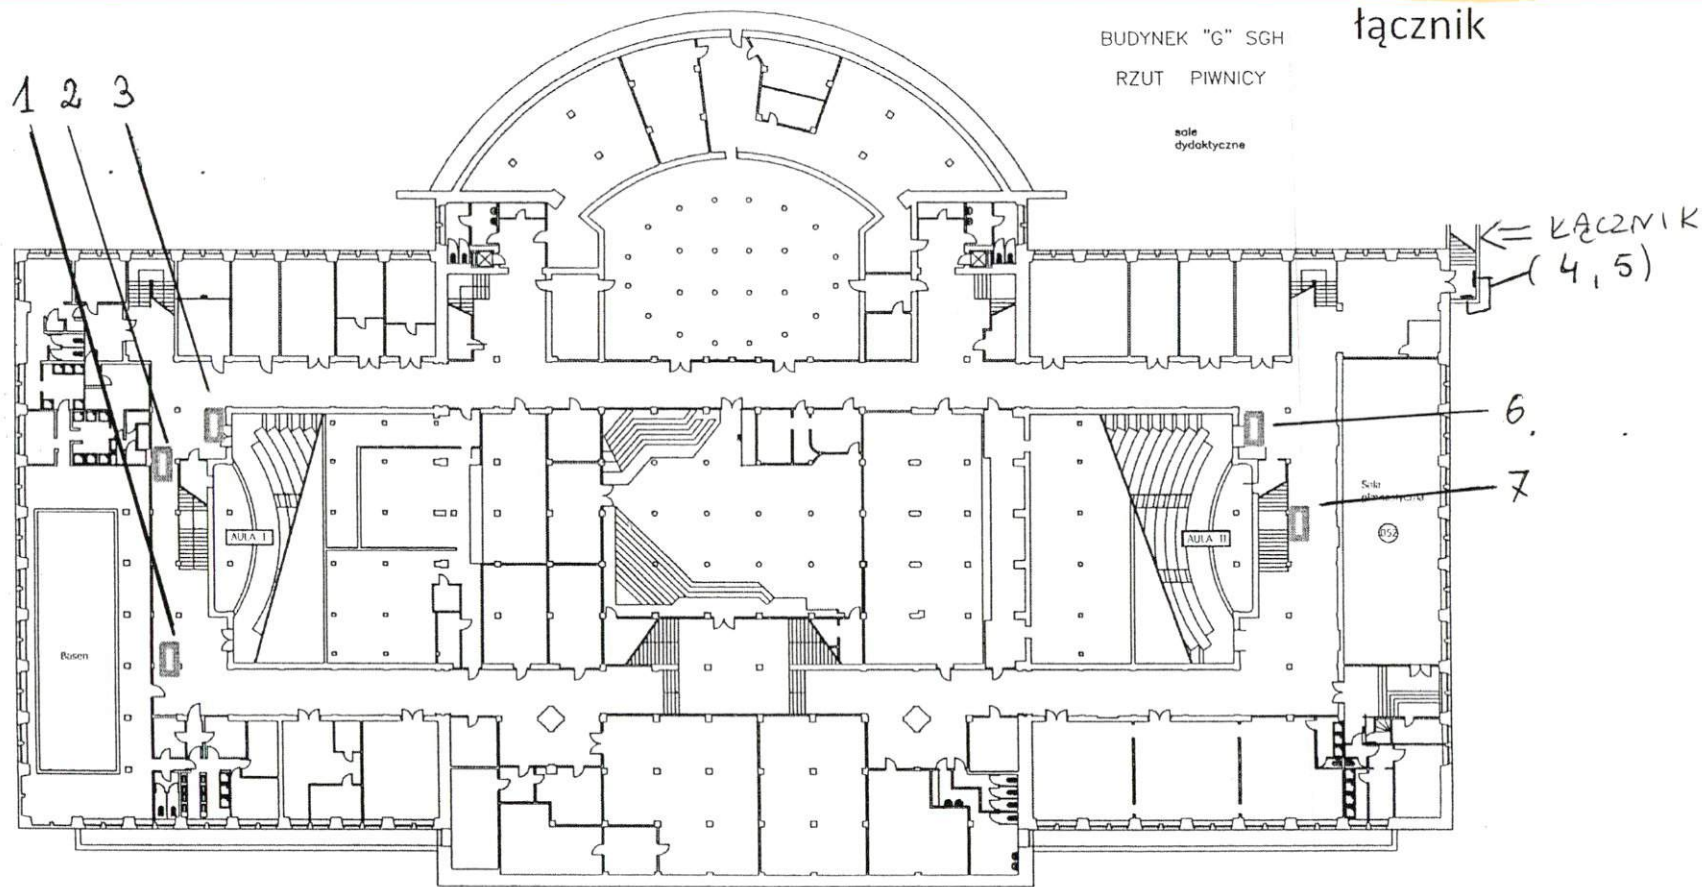 łącznik
BUDYNEK "G" SGH
RZUT PIWNICY
sale
dydaktyczne
1 2 3
ŁĄCZNIK
(4,5)
6
7
AULA I
AULA II
Sala
052
Basen